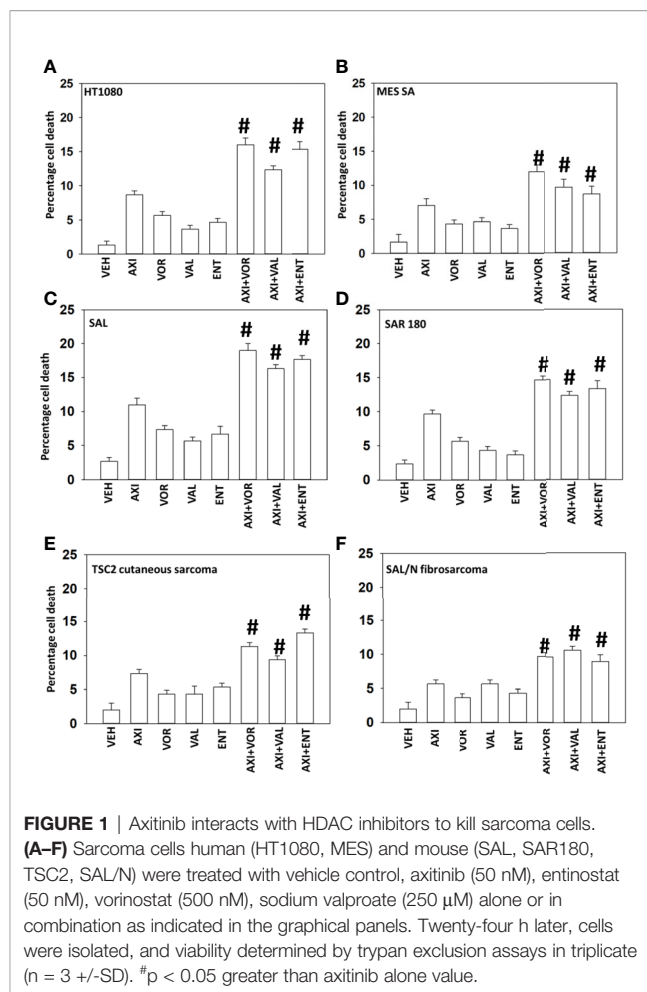 A
25
20
15
10
5
0
Percentage cell death
HT1080
# # #
VEH AXI VOR VAL ENT AXI+VOR AXI+VAL AXI+ENT
B
25
20
15
10
5
0
MES SA
# # #
VEH AXI VOR VAL ENT AXI+VOR AXI+VAL AXI+ENT
C
25
20
15
10
5
0
Percentage cell death
SAL
# # #
VEH AXI VOR VAL ENT AXI+VOR AXI+VAL AXI+ENT
D
25
20
15
10
5
0
SAR 180
# # #
VEH AXI VOR VAL ENT AXI+VOR AXI+VAL AXI+ENT
E
25
20
15
10
5
0
Percentage cell death
TSC2 cutaneous sarcoma
# # #
VEH AXI VOR VAL ENT AXI+VOR AXI+VAL AXI+ENT
F
25
20
15
10
5
0
SAL/N fibrosarcoma
# # #
VEH AXI VOR VAL ENT AXI+VOR AXI+VAL AXI+ENT
FIGURE 1 | Axitinib interacts with HDAC inhibitors to kill sarcoma cells.
(A–F) Sarcoma cells human (HT1080, MES) and mouse (SAL, SAR180,
TSC2, SAL/N) were treated with vehicle control, axitinib (50 nM), entinostat
(50 nM), vorinostat (500 nM), sodium valproate (250 μM) alone or in
combination as indicated in the graphical panels. Twenty-four h later, cells
were isolated, and viability determined by trypan exclusion assays in triplicate
(n = 3 +/-SD). #p < 0.05 greater than axitinib alone value.